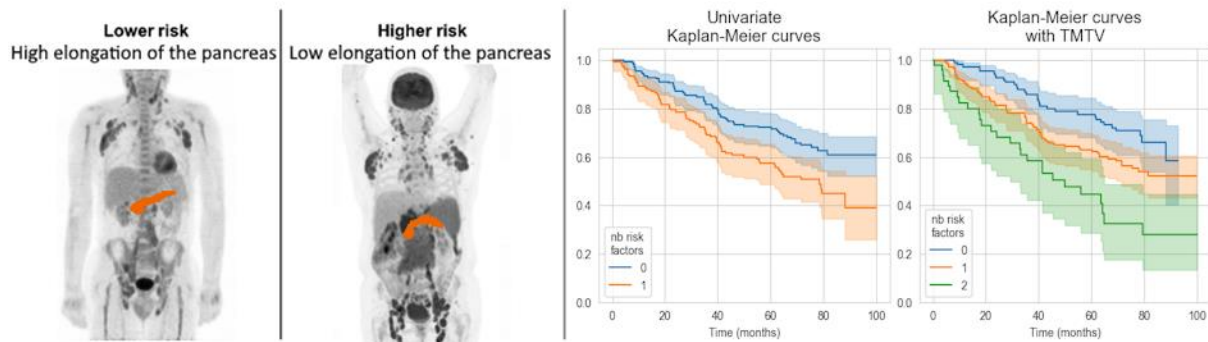 Lower risk
High elongation of the pancreas
Higher risk
Low elongation of the pancreas
Univariate
Kaplan-Meier curves
1.0
0.8
0.6
0.4
0.2
0.0
nb risk
factors
0
1
0 20 40 60 80 100
Time (months)
Kaplan-Meier curves
with TMTV
1.0
0.8
0.6
0.4
0.2
0.0
nb risk
factors
0
1
2
0 20 40 60 80 100
Time (months)